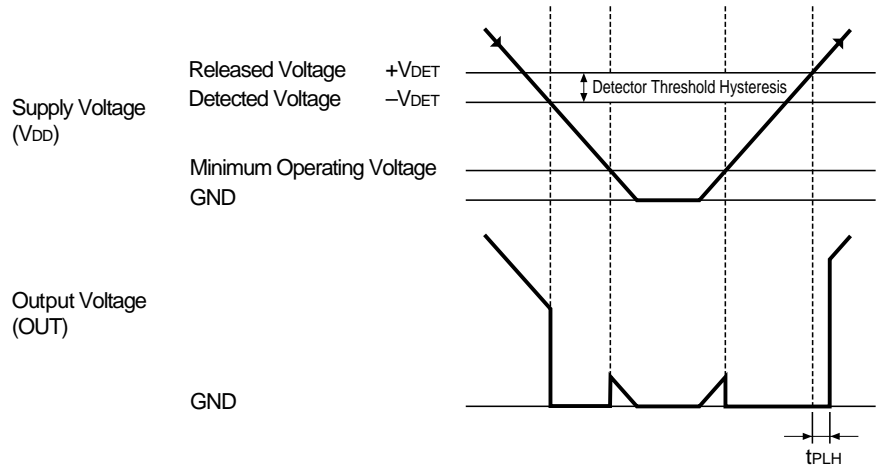 Released Voltage +VDET
Detector Threshold Hysteresis
Supply Voltage
(VDD)
Detected Voltage –VDET
Minimum Operating Voltage
GND
Output Voltage
(OUT)
GND
tPLH